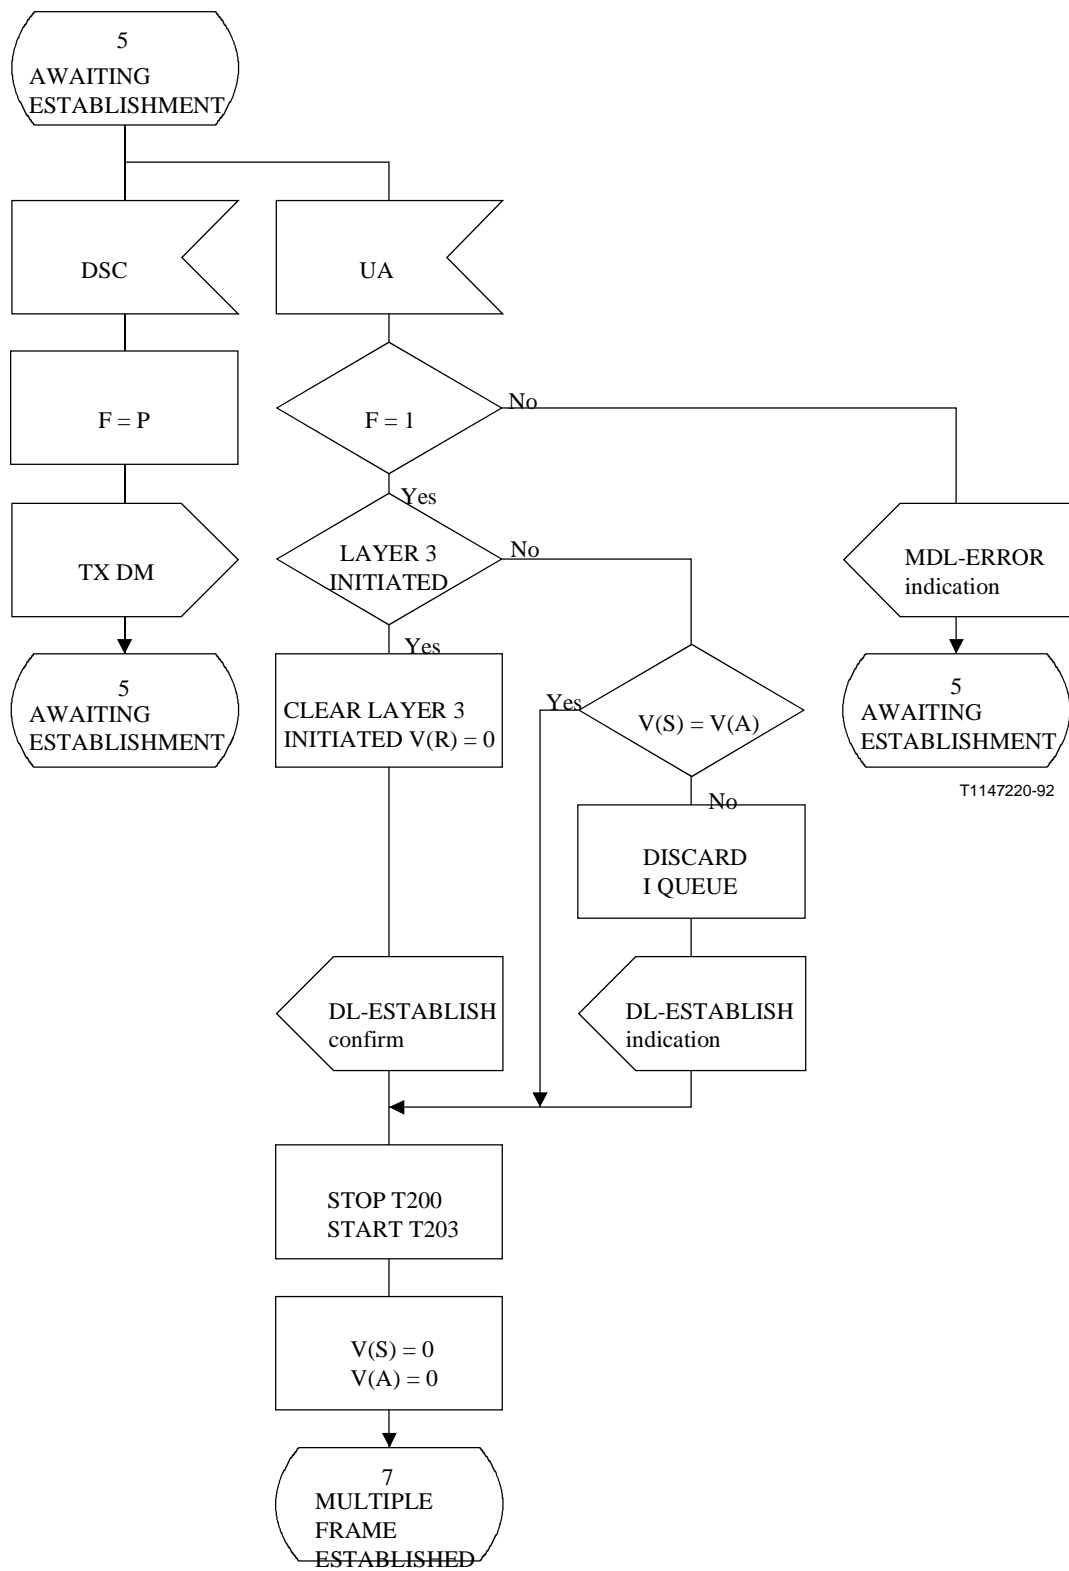 5
AWAITING
ESTABLISHMENT
DSC
UA
F = P
F = 1
No
Yes
TX DM
LAYER 3
INITIATED
No
MDL-ERROR
indication
Yes
5
AWAITING
ESTABLISHMENT
CLEAR LAYER 3
INITIATED V(R) = 0
Yes
V(S) = V(A)
5
AWAITING
ESTABLISHMENT
T1147220-92
No
DISCARD
I QUEUE
DL-ESTABLISH
confirm
DL-ESTABLISH
indication
STOP T200
START T203
V(S) = 0
V(A) = 0
7
MULTIPLE
FRAME
ESTABLISHED